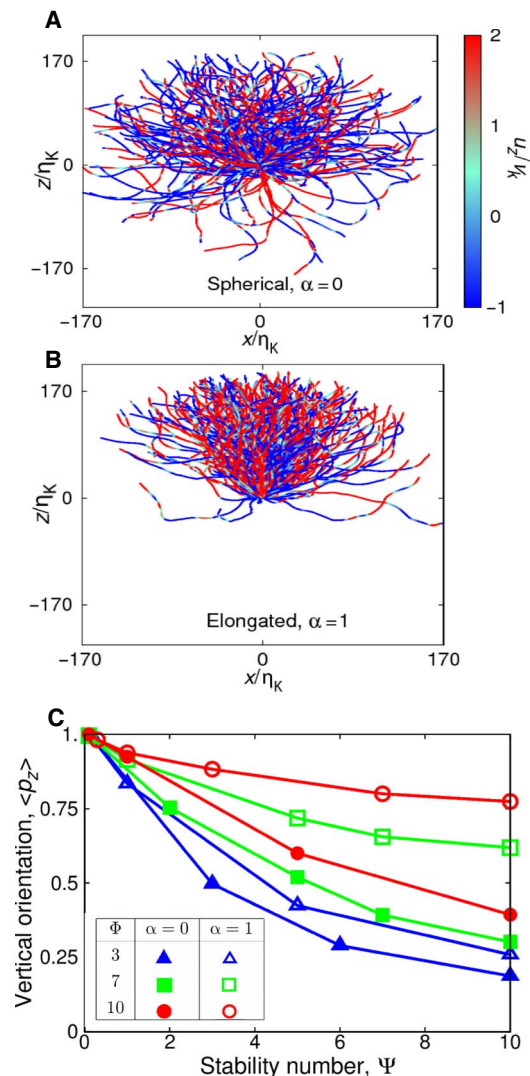 A
170
z/ηK
0
−170
Spherical, α = 0
−170
0
170
x/ηK
2
1
0
−1
uz/VK
B
170
z/ηK
0
−170
Elongated, α = 1
−170
0
170
x/ηK
C
Vertical orientation, <pz>
1.
0.75
0.5
0.25
0
Φ α = 0 α = 1
3
7
10
0 2 4 6 8 10
Stability number, Ψ